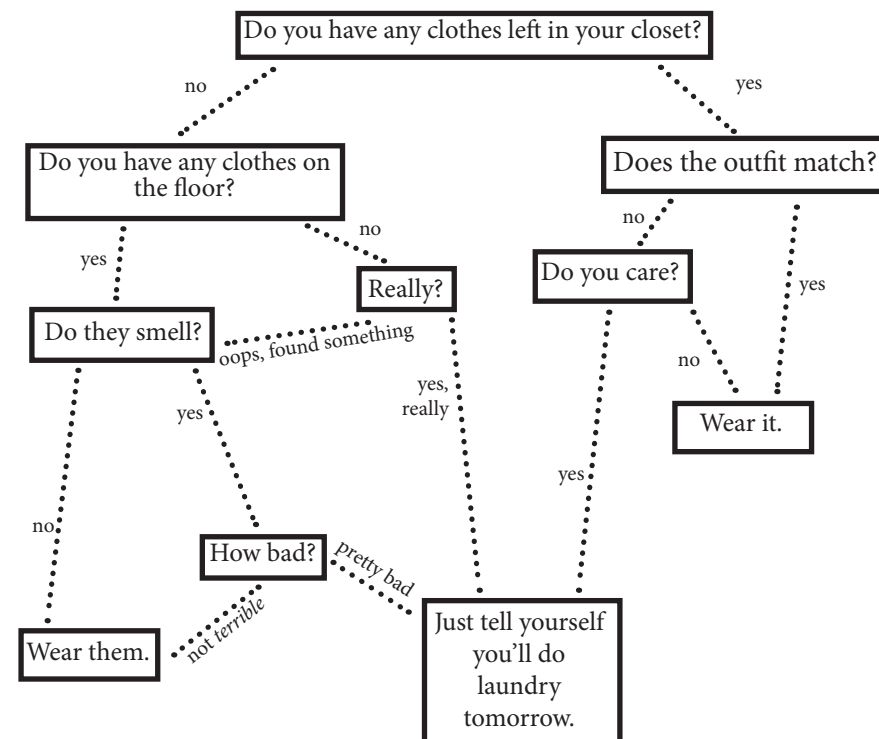 Do you have any clothes left in your closet?
no
yes
Do you have any clothes on
the floor?
Does the outfit match?
yes
no
no
yes
Really?
Do you care?
Do they smell?
oops, found something
yes
yes,
really
no
Wear it.
yes
no
How bad?
pretty bad
not terrible
Wear them.
Just tell yourself
you'll do
laundry
tomorrow.